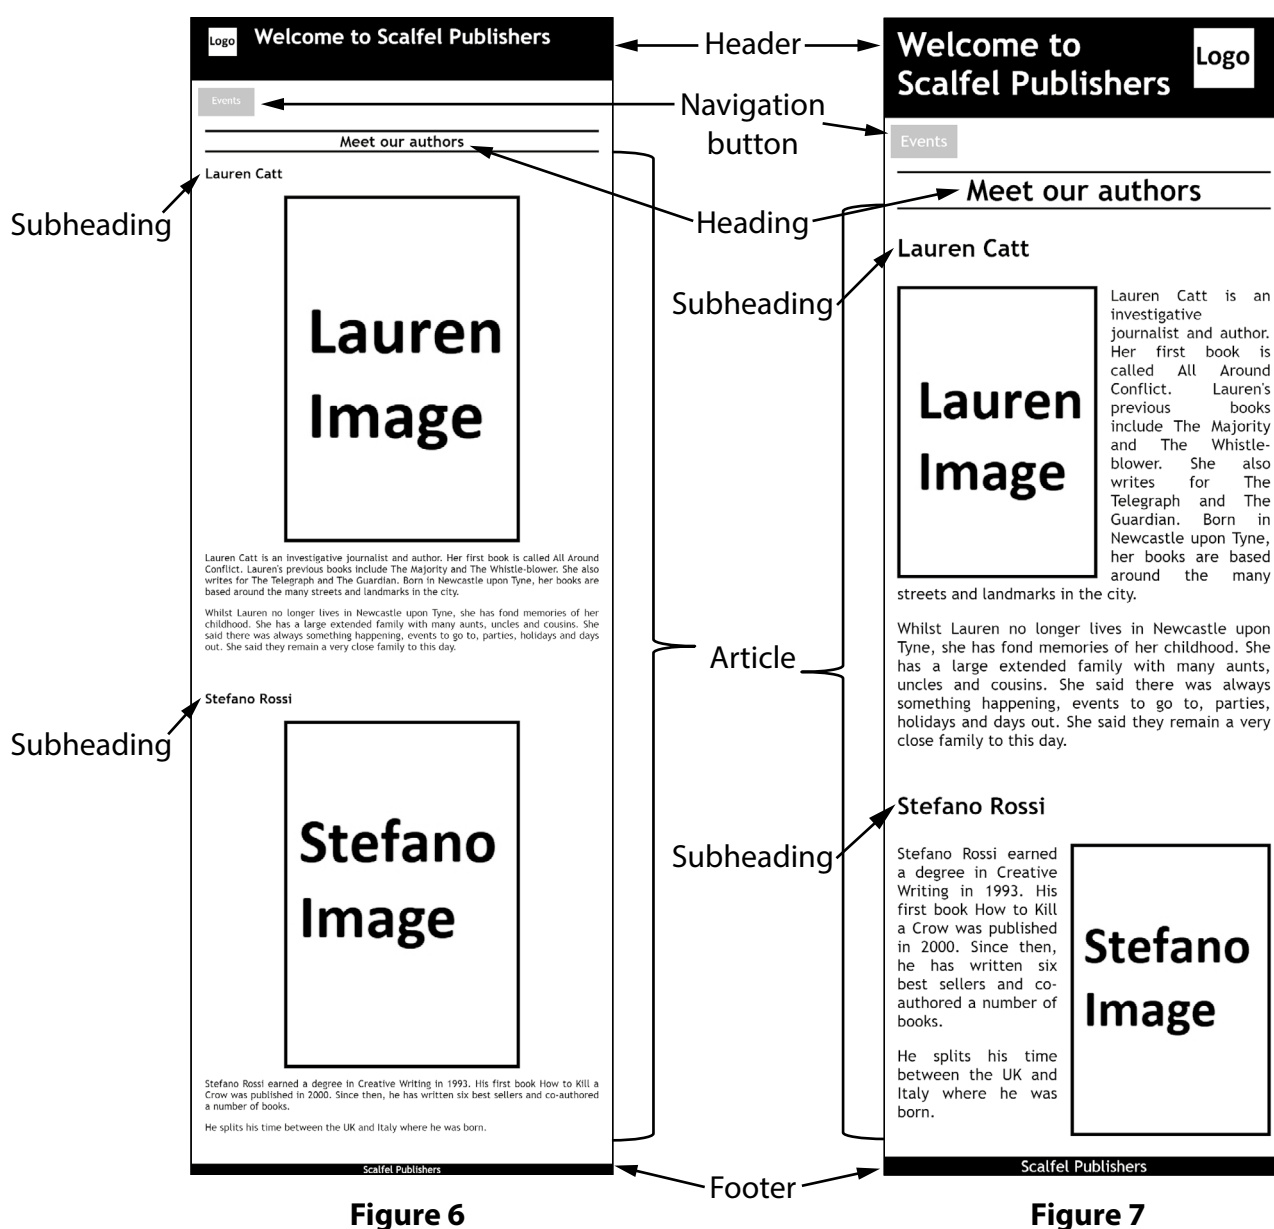 Logo
Welcome to Scalfel Publishers
Events
Meet our authors
Lauren Catt
Lauren
Image
Lauren Catt is an investigative journalist and author. Her first book is called All Around
Conflict. Lauren's previous books include The Majority and The Whistle-blower. She also
writes for The Telegraph and The Guardian. Born in Newcastle upon Tyne, her books are
based around the many streets and landmarks in the city.
Whilst Lauren no longer lives in Newcastle upon Tyne, she has fond memories of her
childhood. She has a large extended family with many aunts, uncles and cousins. She
said there was always something happening, events to go to, parties, holidays and days
out. She said they remain a very close family to this day.
Stefano Rossi
Stefano
Image
Stefano Rossi earned a degree in Creative Writing in 1993. His first book How to Kill a
Crow was published in 2000. Since then, he has written six best sellers and co-authored
a number of books.
He splits his time between the UK and Italy where he was born.
Scalfel Publishers
Figure 6
Subheading
Subheading
Header
Navigation
button
Heading
Subheading
Article
Subheading
Footer
Welcome to
Scalfel Publishers
Logo
Events
Meet our authors
Lauren Catt
Lauren
Image
Lauren Catt is an
investigative
journalist and author.
Her first book is
called All Around
Conflict. Lauren's
previous books
include The Majority
and The Whistle-
blower. She also
writes for The
Telegraph and The
Guardian. Born in
Newcastle upon Tyne,
her books are based
around the many
streets and landmarks in the city.
Whilst Lauren no longer lives in Newcastle upon
Tyne, she has fond memories of her childhood. She
has a large extended family with many aunts,
uncles and cousins. She said there was always
something happening, events to go to, parties,
holidays and days out. She said they remain a very
close family to this day.
Stefano Rossi
Stefano Rossi earned
a degree in Creative
Writing in 1993. His
first book How to Kill
a Crow was published
in 2000. Since then,
he has written six
best sellers and co-
authored a number of
books.
He splits his time
between the UK and
Italy where he was
born.
Stefano
Image
Scalfel Publishers
Figure 7